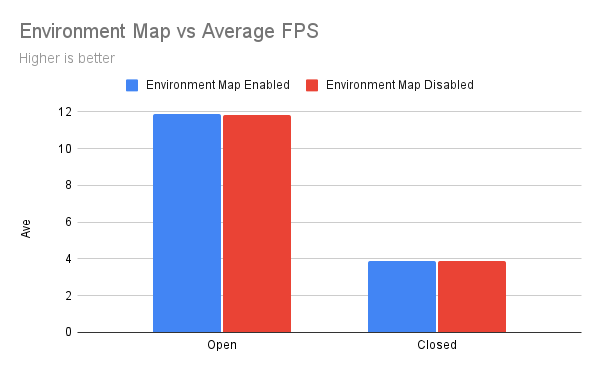 Environment Map vs Average FPS
Higher is better
Environment Map Enabled
Environment Map Disabled
12
10
8
6
4
2
0
Ave
Open
Closed